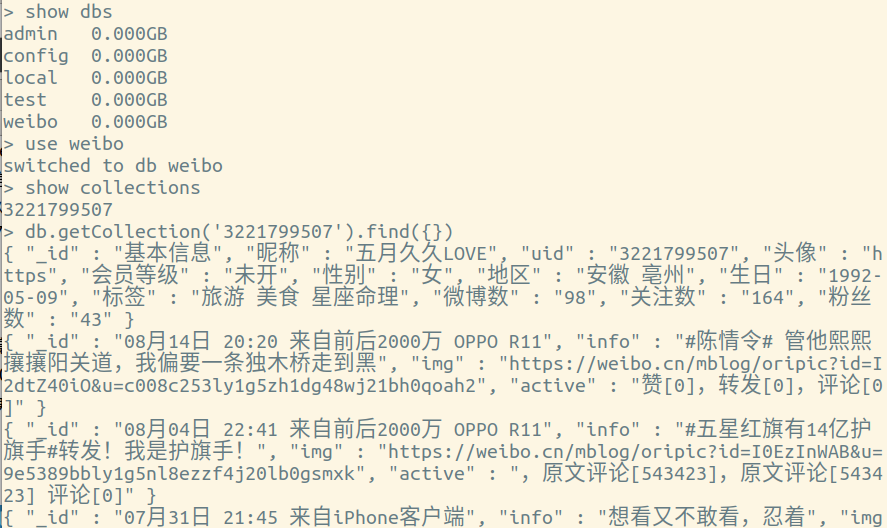 > show dbs
admin   0.000GB
config  0.000GB
local   0.000GB
test    0.000GB
weibo   0.000GB
> use weibo
switched to db weibo
> show collections
3221799507
> db.getCollection('3221799507').find({})
{ "_id" : "基本信息", "昵称" : "五月久久LOVE", "uid" : "3221799507", "头像" : "h
ttps", "会员等级" : "未开", "性别" : "女", "地区" : "安徽 亳州", "生日" : "1992
-05-09", "标签" : "旅游 美食 星座命理", "微博数" : "98", "关注数" : "164", "粉丝
数" : "43" }
{ "_id" : "08月14日 20:20 来自前后2000万 OPPO R11", "info" : "#陈情令# 管他熙熙
攘攘阳关道，我偏要一条独木桥走到黑", "img" : "https://weibo.cn/mblog/oripic?id=I
2dtZ40iO&u=c008c253ly1g5zh1dg48wj21bh0qoah2", "active" : "赞[0]，转发[0]，评论[0
]" }
{ "_id" : "08月04日 22:41 来自前后2000万 OPPO R11", "info" : "#五星红旗有14亿护
旗手#转发！我是护旗手！", "img" : "https://weibo.cn/mblog/oripic?id=I0EzInWAB&u=
9e5389bbly1g5nl8ezzf4j20lb0gsmxk", "active" : "，原文评论[543423]，原文评论[5434
23] 评论[0]" }
{ "_id" : "07月31日 21:45 来自iPhone客户端", "info" : "想看又不敢看，忍着", "img